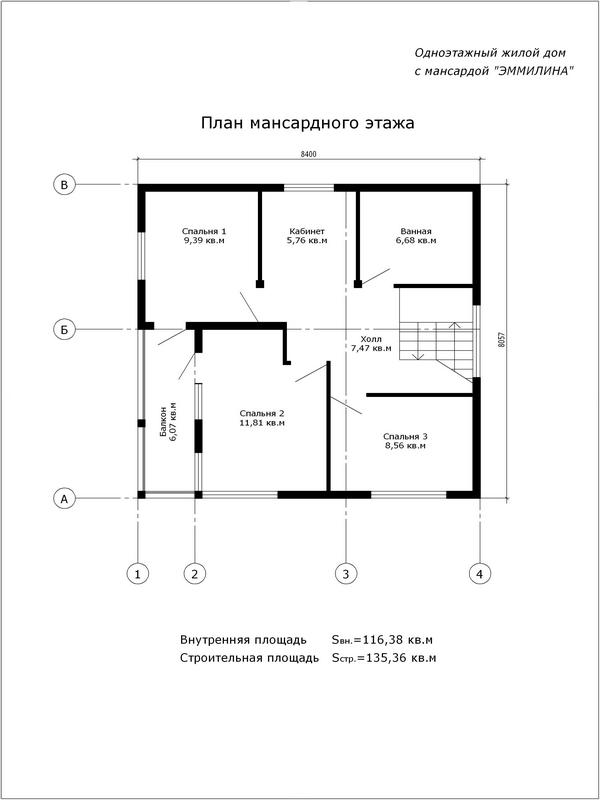 Одноэтажный жилой дом
с мансардой "ЭММИЛИНА"
План мансардного этажа
8400
В
Спальня 1
9,39 кв.м
Кабинет
5,76 кв.м
Ванная
6,68 кв.м
Б
Холл
7,47 кв.м
8057
Балкон
6,07 кв.м
Спальня 2
11,81 кв.м
Спальня 3
8,56 кв.м
А
1
2
3
4
Внутренняя площадь Sвн.=116,38 кв.м
Строительная площадь Sстр.=135,36 кв.м